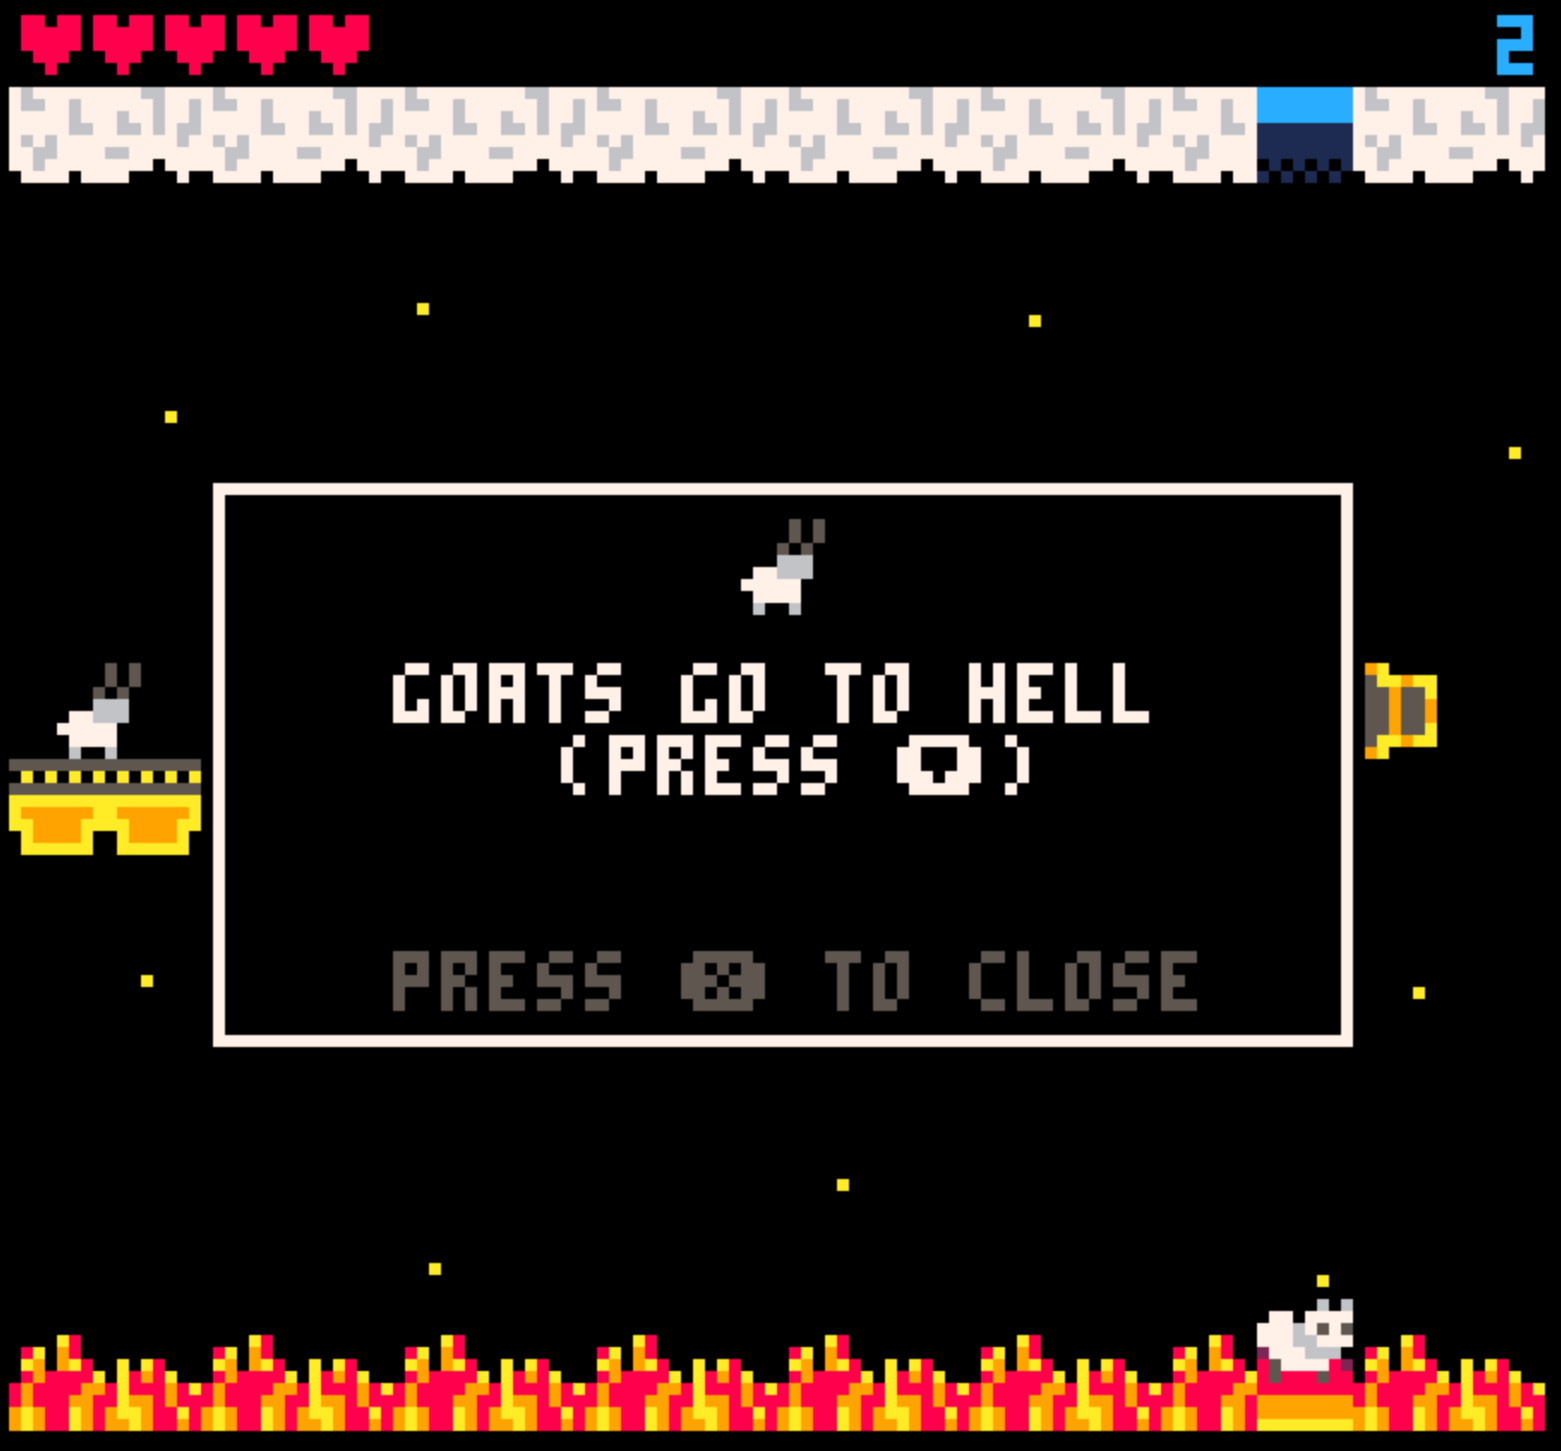 2
GOATS GO TO HELL
(PRESS 🅾️)
PRESS ❎ TO CLOSE